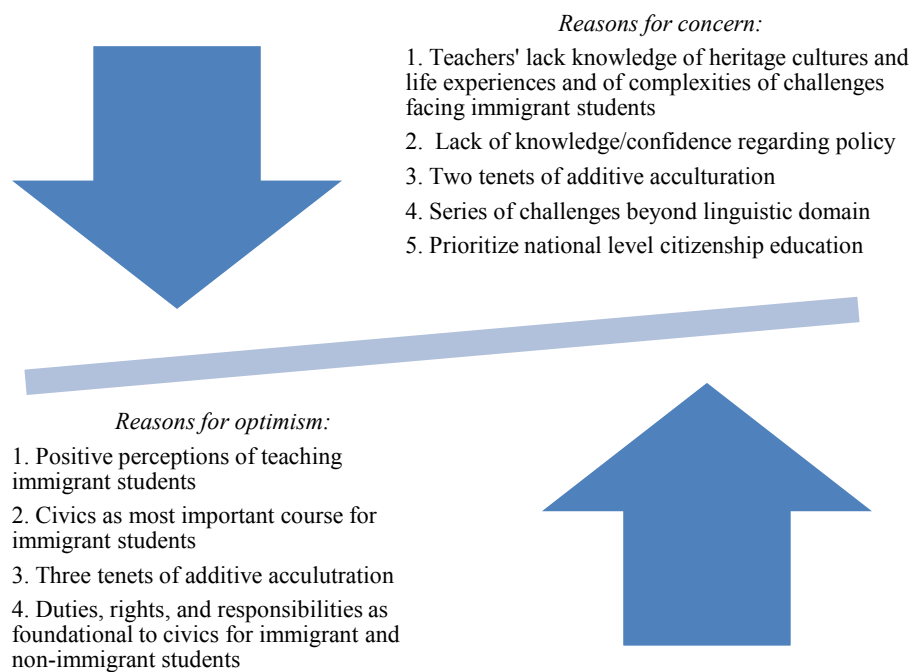 Reasons for concern:
1. Teachers' lack knowledge of heritage cultures and
life experiences and of complexities of challenges
facing immigrant students
2. Lack of knowledge/confidence regarding policy
3. Two tenets of additive acculturation
4. Series of challenges beyond linguistic domain
5. Prioritize national level citizenship education
Reasons for optimism:
1. Positive perceptions of teaching
immigrant students
2. Civics as most important course for
immigrant students
3. Three tenets of additive acculutration
4. Duties, rights, and responsibilities as
foundational to civics for immigrant and
non-immigrant students